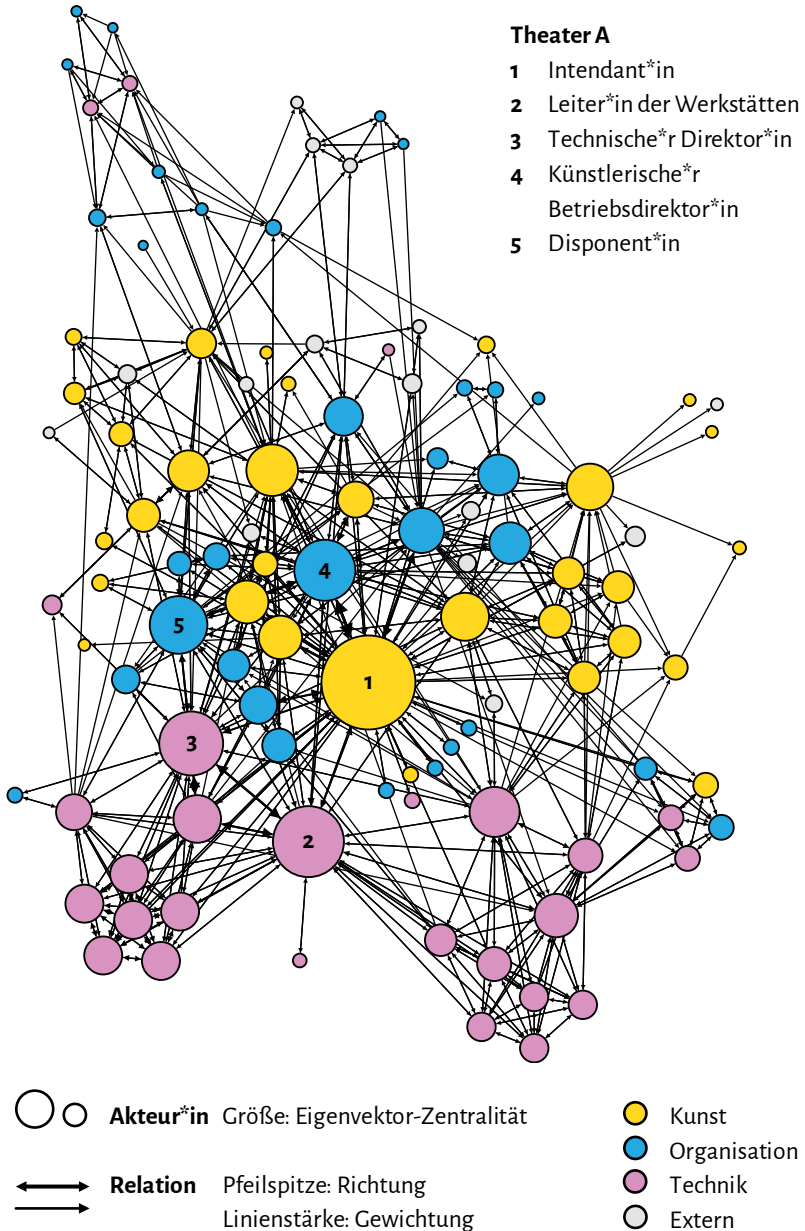 Theater A
1 Intendant*in
2 Leiter*in der Werkstätten
3 Technische*r Direktor*in
4 Künstlerische*r
Betriebsdirektor*in
5 Disponent*in
4
5
1
3
2
Akteur*in Größe: Eigenvektor-Zentralität
Relation Pfeilspitze: Richtung
Linienstärke: Gewichtung
Kunst
Organisation
Technik
Extern